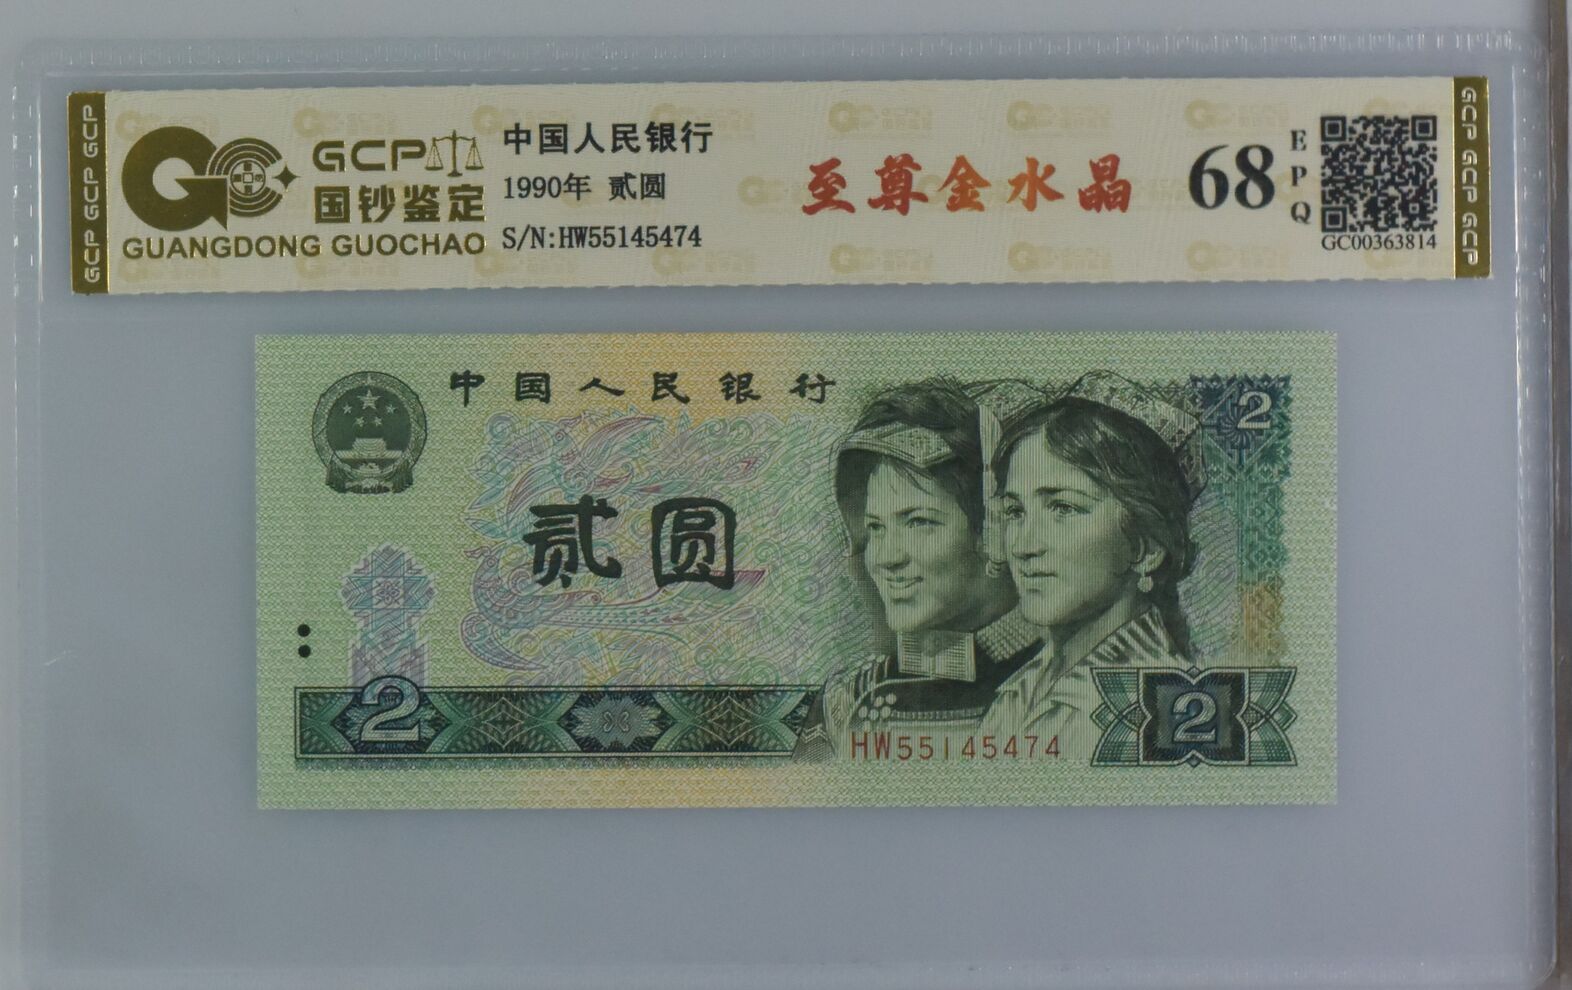 GCP GCP GCP
GCP
国钞鉴定
GUANGDONG GUOCHAO
中国人民银行
1990年 贰圆
S/N:HW55145474
至尊金水晶
68
EPQ
GC00363814
GCP GCP GCP
中国人民银行
2
贰圆
2
HW55145474
2